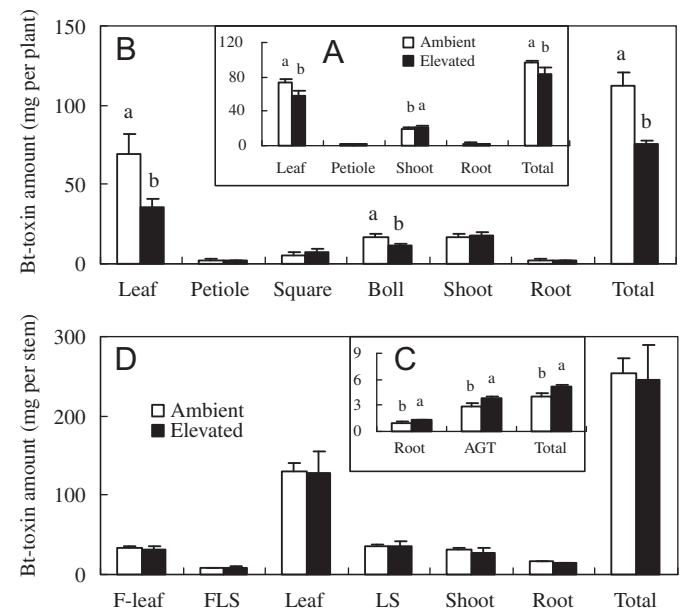 Bt-toxin amount (mg per plant)
150
100
50
0
B
a
b
a
b
a
b
Leaf Petiole Square Boll Shoot Root Total
A
120
80
40
0
Ambient
Elevated
a b
b a
a b
Leaf Petiole Shoot Root Total
Bt-toxin amount (mg per stem)
300
200
100
0
D
Ambient
Elevated
F-leaf FLS Leaf LS Shoot Root Total
C
9
6
3
0
b a
b a
b a
Root AGT Total